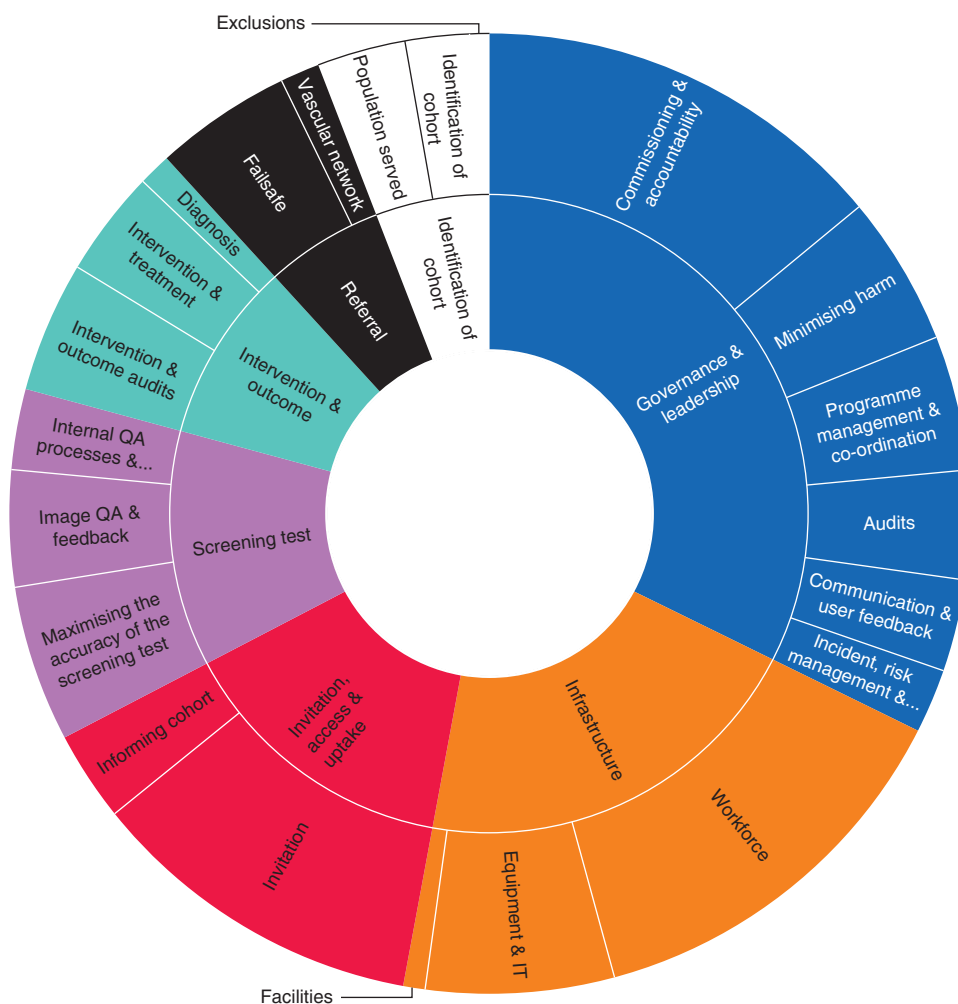 Exclusions
Identification of
cohort
Population served
Vascular network
Failsafe
Diagnosis
Intervention &
treatment
Intervention &
outcome audits
Internal QA
processes &...
Image QA &
feedback
Maximising the
accuracy of the
screening test
Informing cohort
Invitation
Facilities
Equipment & IT
Workforce
Incident, risk
management &...
Communication &
user feedback
Audits
Programme
management &
co-ordination
Minimising harm
Commissioning &
accountability
Identification of
cohort
Referral
Intervention &
outcome
Screening test
Invitation,
access &
uptake
Infrastructure
Governance &
leadership